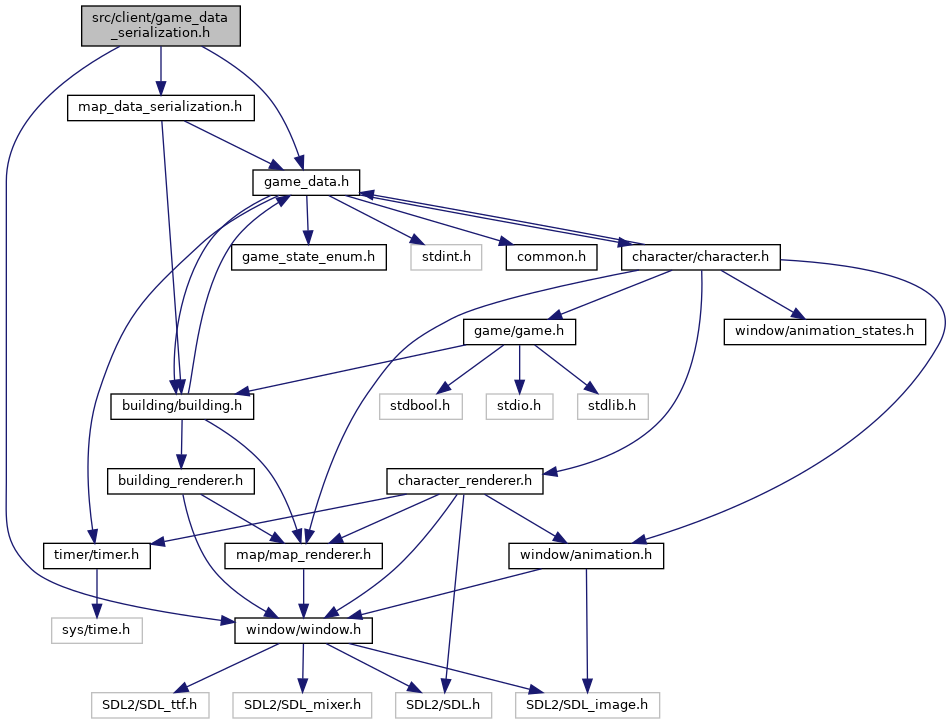 src/client/game_data
_serialization.h
map_data_serialization.h
game_data.h
game_state_enum.h
stdint.h
common.h
character/character.h
game/game.h
window/animation_states.h
building/building.h
stdbool.h
stdio.h
stdlib.h
building_renderer.h
character_renderer.h
timer/timer.h
map/map_renderer.h
window/animation.h
sys/time.h
window/window.h
SDL2/SDL_ttf.h
SDL2/SDL_mixer.h
SDL2/SDL.h
SDL2/SDL_image.h